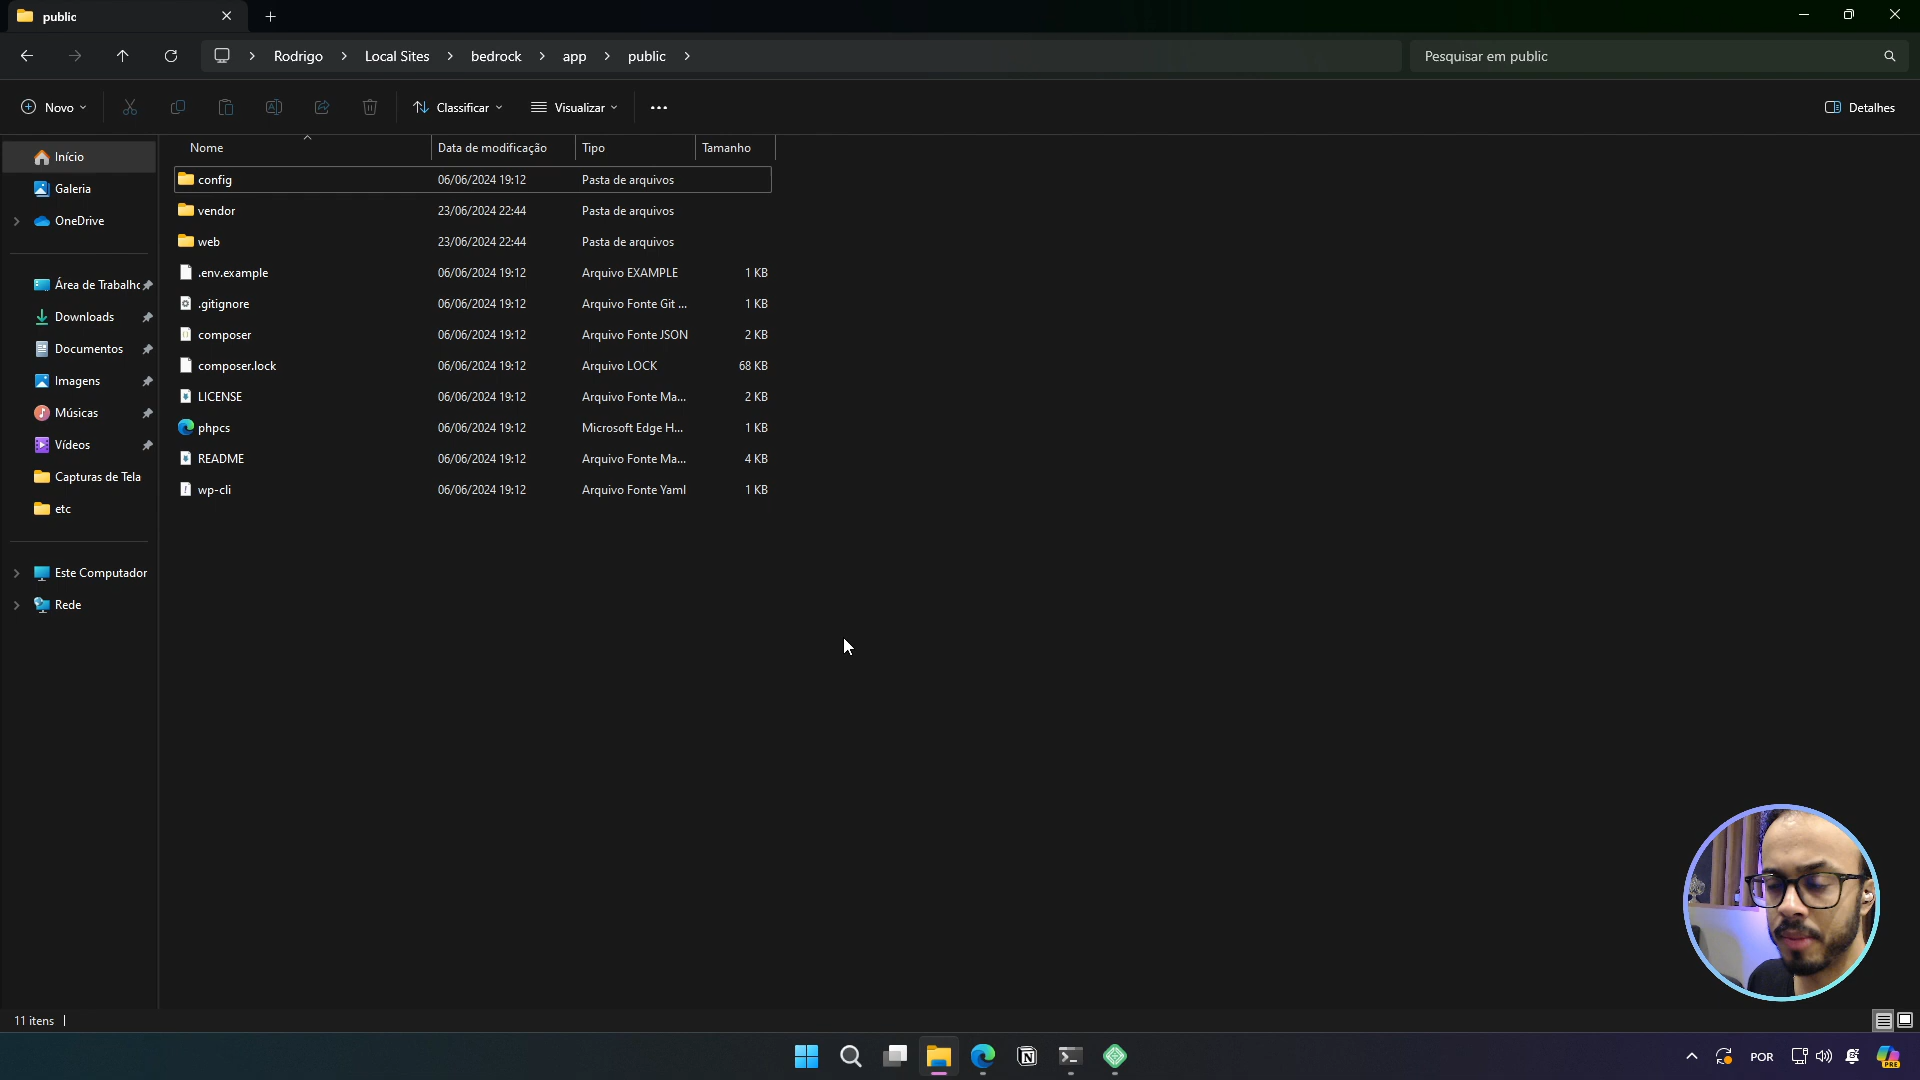 public
Rodrigo > Local Sites > bedrock > app > public >
Pesquisar em public
Novo
Classificar
Visualizar
Detalhes
Início
Galeria
OneDrive
Área de Trabalho
Downloads
Documentos
Imagens
Músicas
Vídeos
Capturas de Tela
etc
Este Computador
Rede
Nome Data de modificação Tipo Tamanho
config 06/06/2024 19:12 Pasta de arquivos
vendor 23/06/2024 22:44 Pasta de arquivos
web 23/06/2024 22:44 Pasta de arquivos
.env.example 06/06/2024 19:12 Arquivo EXAMPLE 1 KB
.gitignore 06/06/2024 19:12 Arquivo Fonte Git ... 1 KB
composer 06/06/2024 19:12 Arquivo Fonte JSON 2 KB
composer.lock 06/06/2024 19:12 Arquivo LOCK 68 KB
LICENSE 06/06/2024 19:12 Arquivo Fonte Ma... 2 KB
phpcs 06/06/2024 19:12 Microsoft Edge H... 1 KB
README 06/06/2024 19:12 Arquivo Fonte Ma... 4 KB
wp-cli 06/06/2024 19:12 Arquivo Fonte Yaml 1 KB
11 itens
POR
PRE